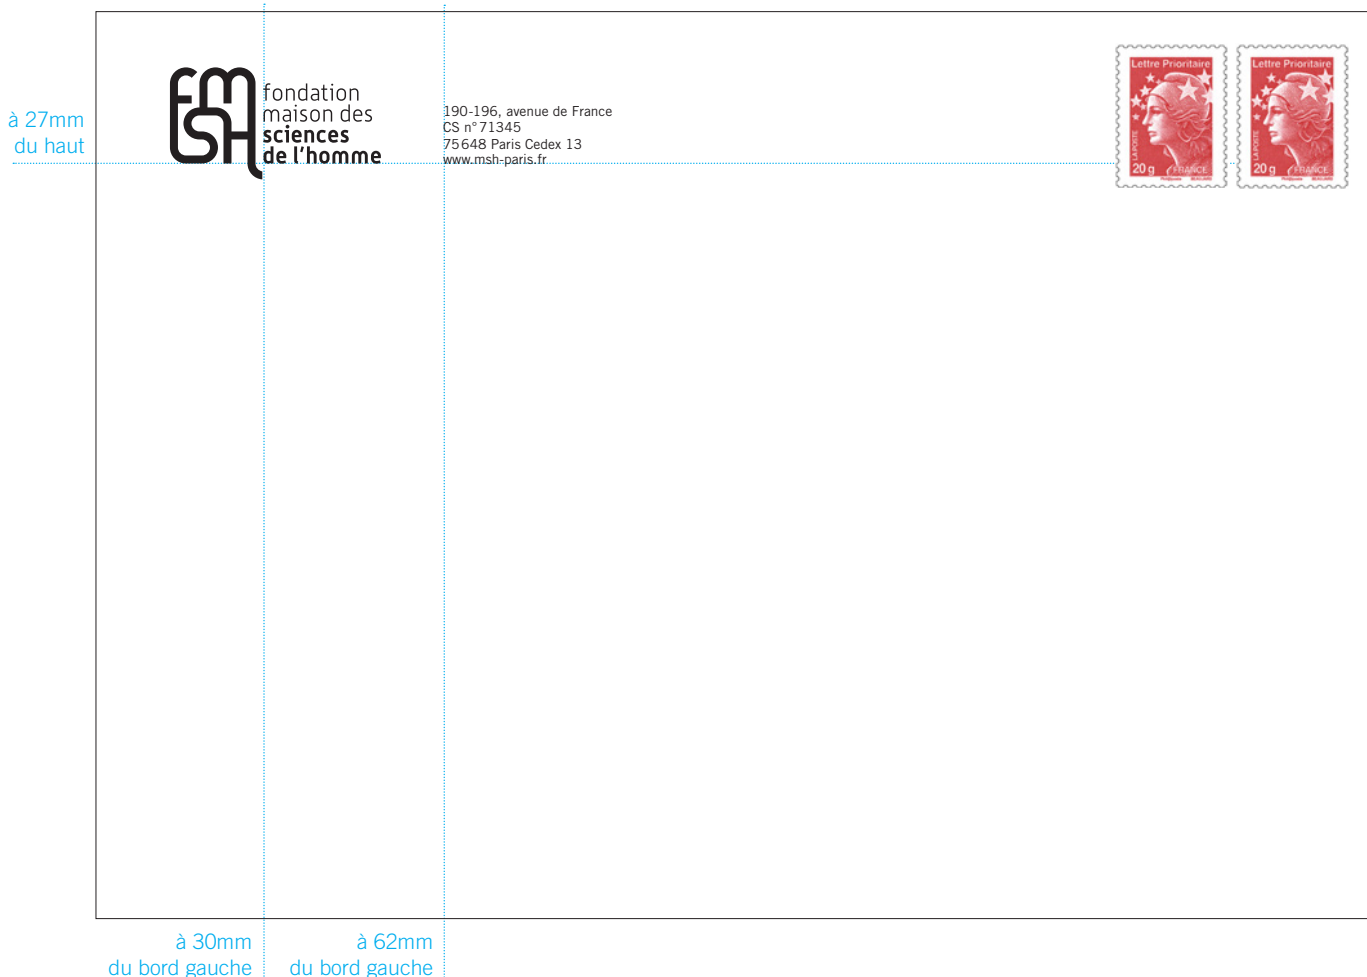 à 27mm
du haut
fmsh
fondation
maison des
sciences
de l'homme
190-196, avenue de France
CS n° 71345
75648 Paris Cedex 13
www.msh-paris.fr
Lettre Prioritaire
LA POSTE
20 g FRANCE
Lettre Prioritaire
LA POSTE
20 g FRANCE
à 30mm
du bord gauche
à 62mm
du bord gauche